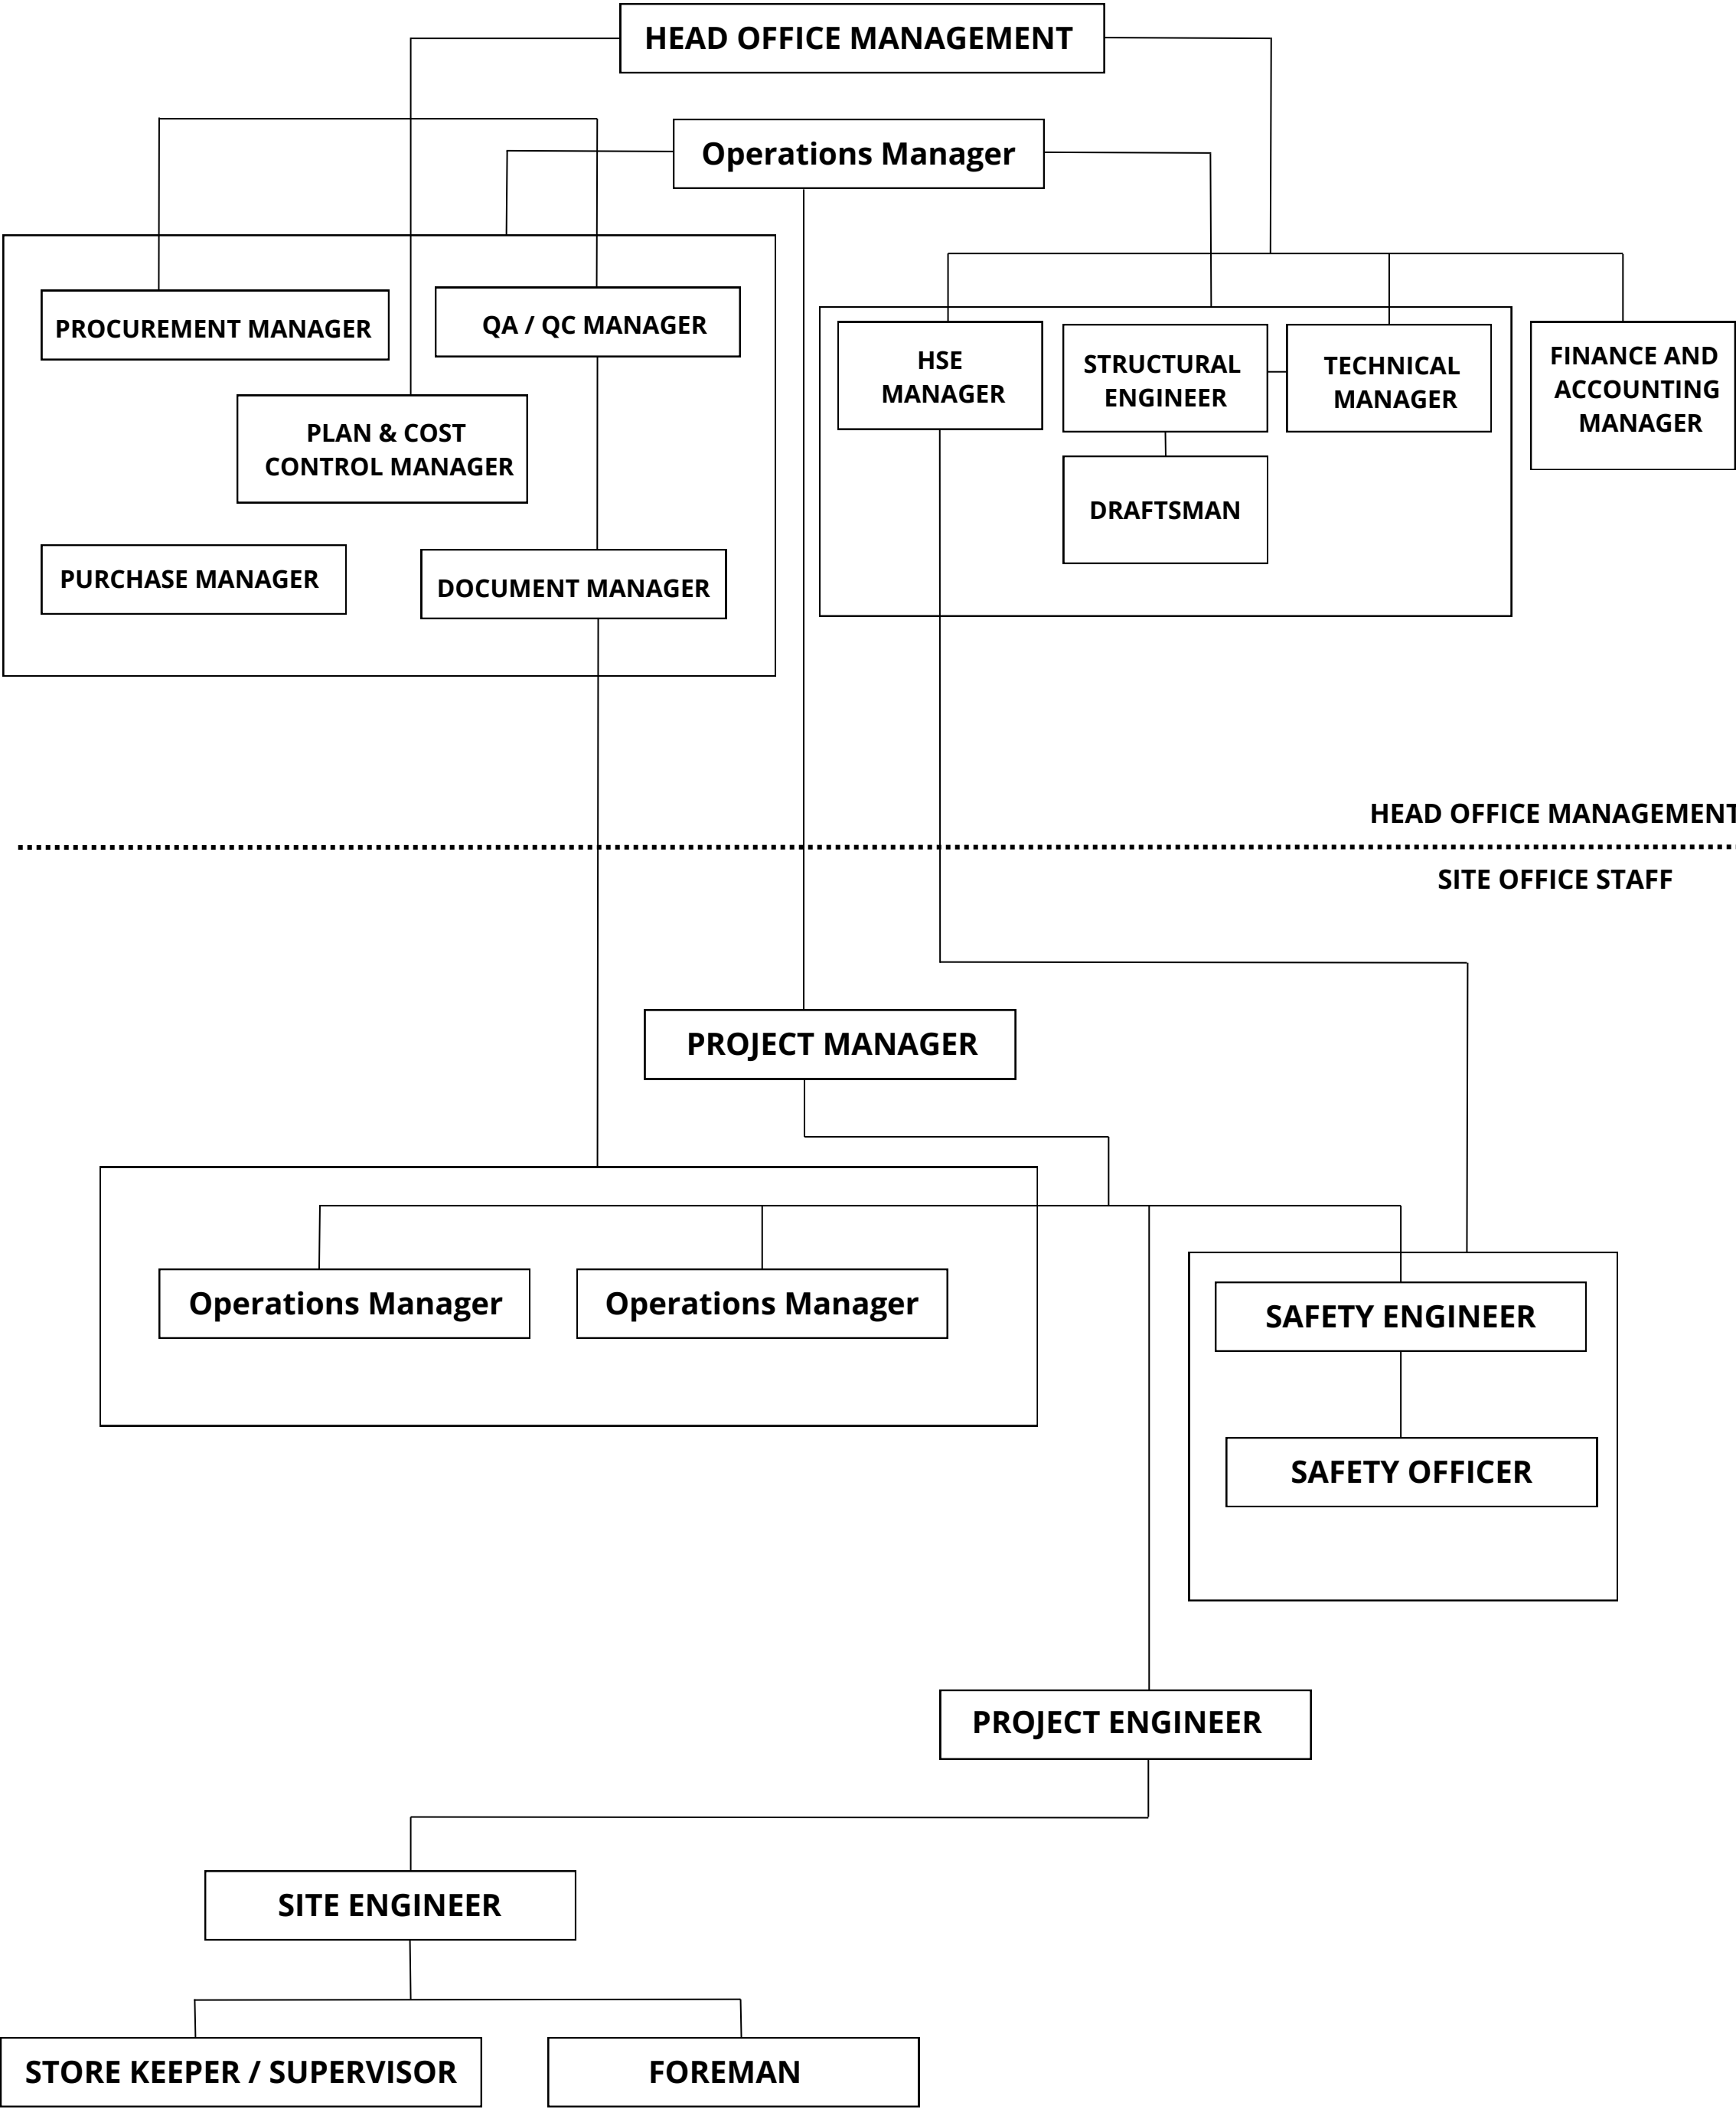 HEAD OFFICE MANAGEMENT
Operations Manager
PROCUREMENT MANAGER
QA / QC MANAGER
PLAN & COST
CONTROL MANAGER
PURCHASE MANAGER
DOCUMENT MANAGER
HSE
MANAGER
STRUCTURAL
ENGINEER
TECHNICAL
MANAGER
FINANCE AND
ACCOUNTING
MANAGER
DRAFTSMAN
HEAD OFFICE MANAGEMENT
SITE OFFICE STAFF
PROJECT MANAGER
Operations Manager
Operations Manager
SAFETY ENGINEER
SAFETY OFFICER
PROJECT ENGINEER
SITE ENGINEER
STORE KEEPER / SUPERVISOR
FOREMAN